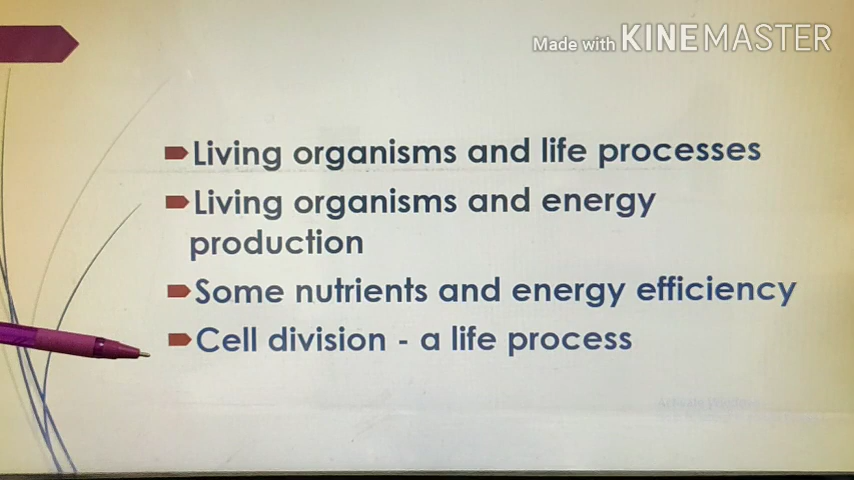 Made with KINEMASTER
Living organisms and life processes
Living organisms and energy
production
Some nutrients and energy efficiency
Cell division - a life process